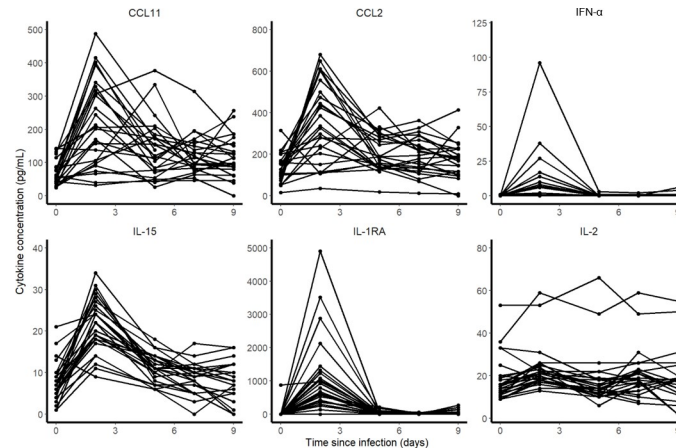 CCL11
CCL2
IFN-α
500
400
300
200
100
0
800
600
400
200
0
125
100
75
50
25
0
0 3 6 9
0 3 6 9
0 3 6 9
Cytokine concentration (pg/mL)
IL-15
IL-1RA
IL-2
40
30
20
10
0
5000
4000
3000
2000
1000
0
80
60
40
20
0
0 3 6 9
0 3 6 9
0 3 6 9
Time since infection (days)